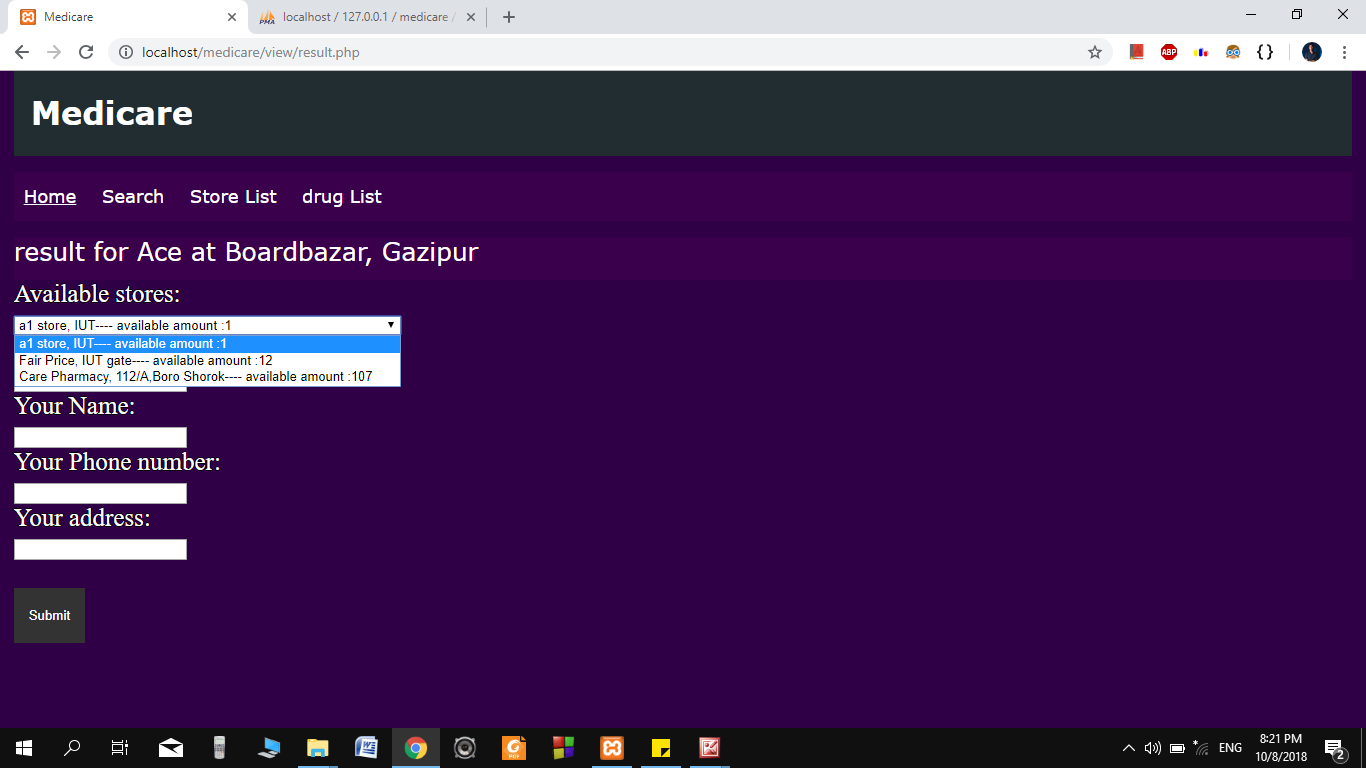 Medicare
localhost / 127.0.0.1 / medicare /
PMA
localhost/medicare/view/result.php
ABP
Medicare
Home Search Store List drug List
result for Ace at Boardbazar, Gazipur
Available stores:
a1 store, IUT---- available amount :1
a1 store, IUT---- available amount :1
Fair Price, IUT gate---- available amount :12
Care Pharmacy, 112/A,Boro Shorok---- available amount :107
Your Name:
Your Phone number:
Your address:
Submit
ENG
8:21 PM
10/8/2018
2